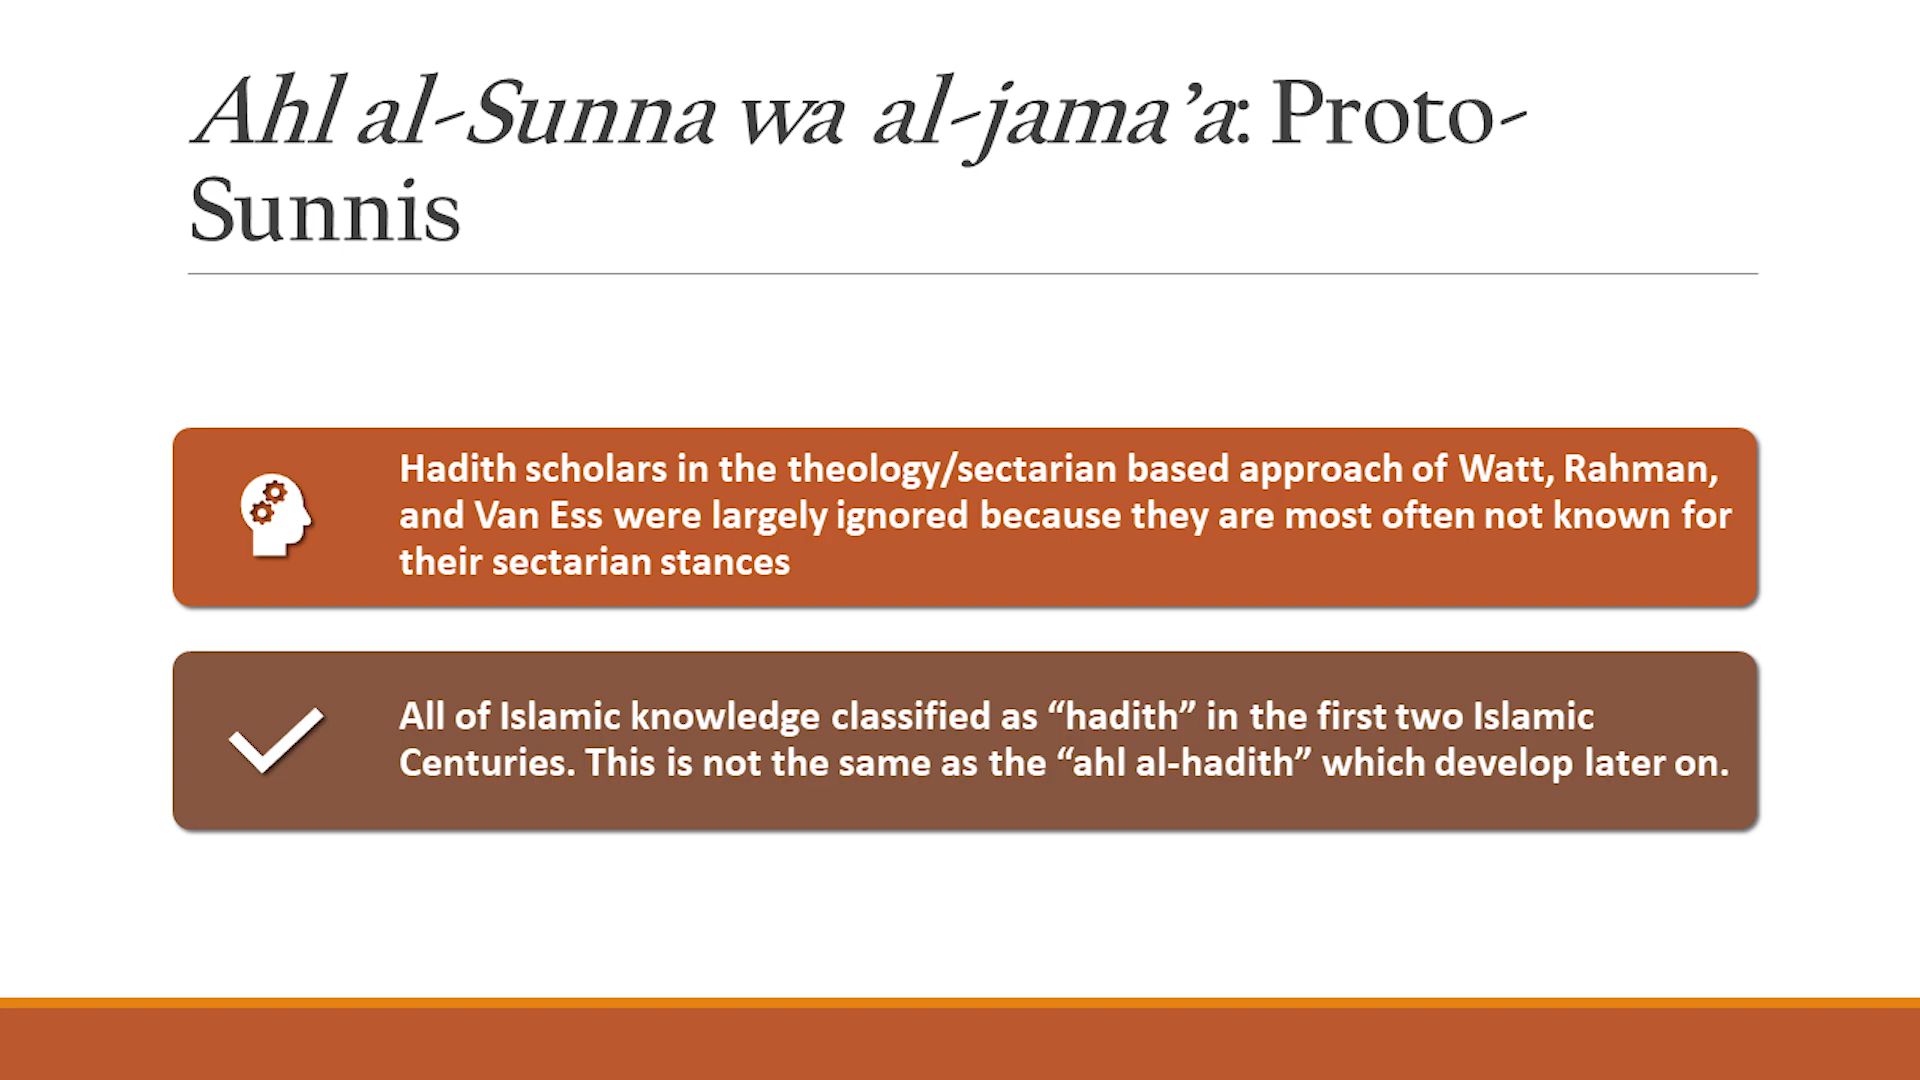 Ahl al-Sunna wa al-jama’a: Proto-
Sunnis
Hadith scholars in the theology/sectarian based approach of Watt, Rahman,
and Van Ess were largely ignored because they are most often not known for
their sectarian stances
All of Islamic knowledge classified as “hadith” in the first two Islamic
Centuries. This is not the same as the “ahl al-hadith” which develop later on.